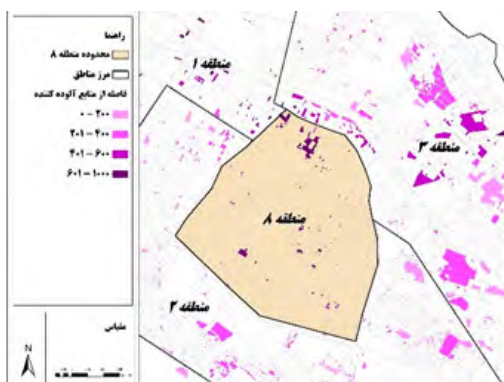 راهنما
محدوده منطقه ۸
مرز مناطق
فاصله از منابع آلوده کننده
۰ - ۲۰۰
۲۰۱ - ۴۰۰
۴۰۱ - ۶۰۰
۶۰۱ - ۱۰۰۰
مقیاس
N
منطقه ۱
منطقه ۳
منطقه ۸
منطقه ۲